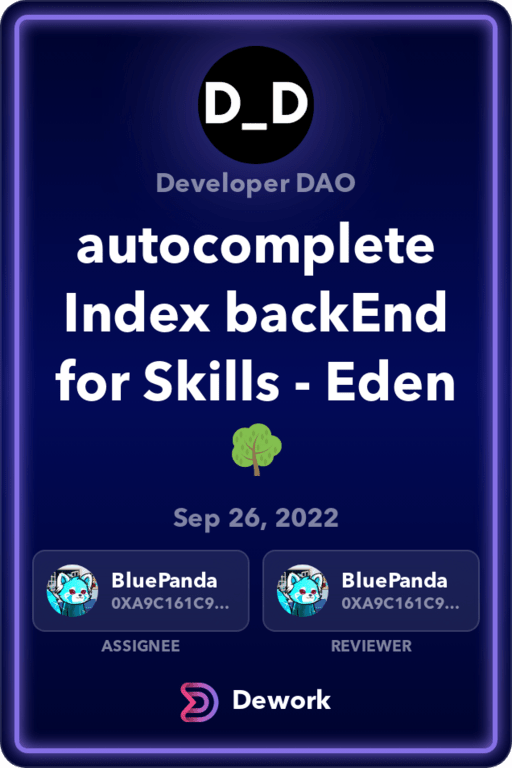 D_D
Developer DAO
autocomplete
Index backEnd
for Skills - Eden
🌳
Sep 26, 2022
BluePanda
0XA9C161C9...
BluePanda
0XA9C161C9...
ASSIGNEE
REVIEWER
Dework